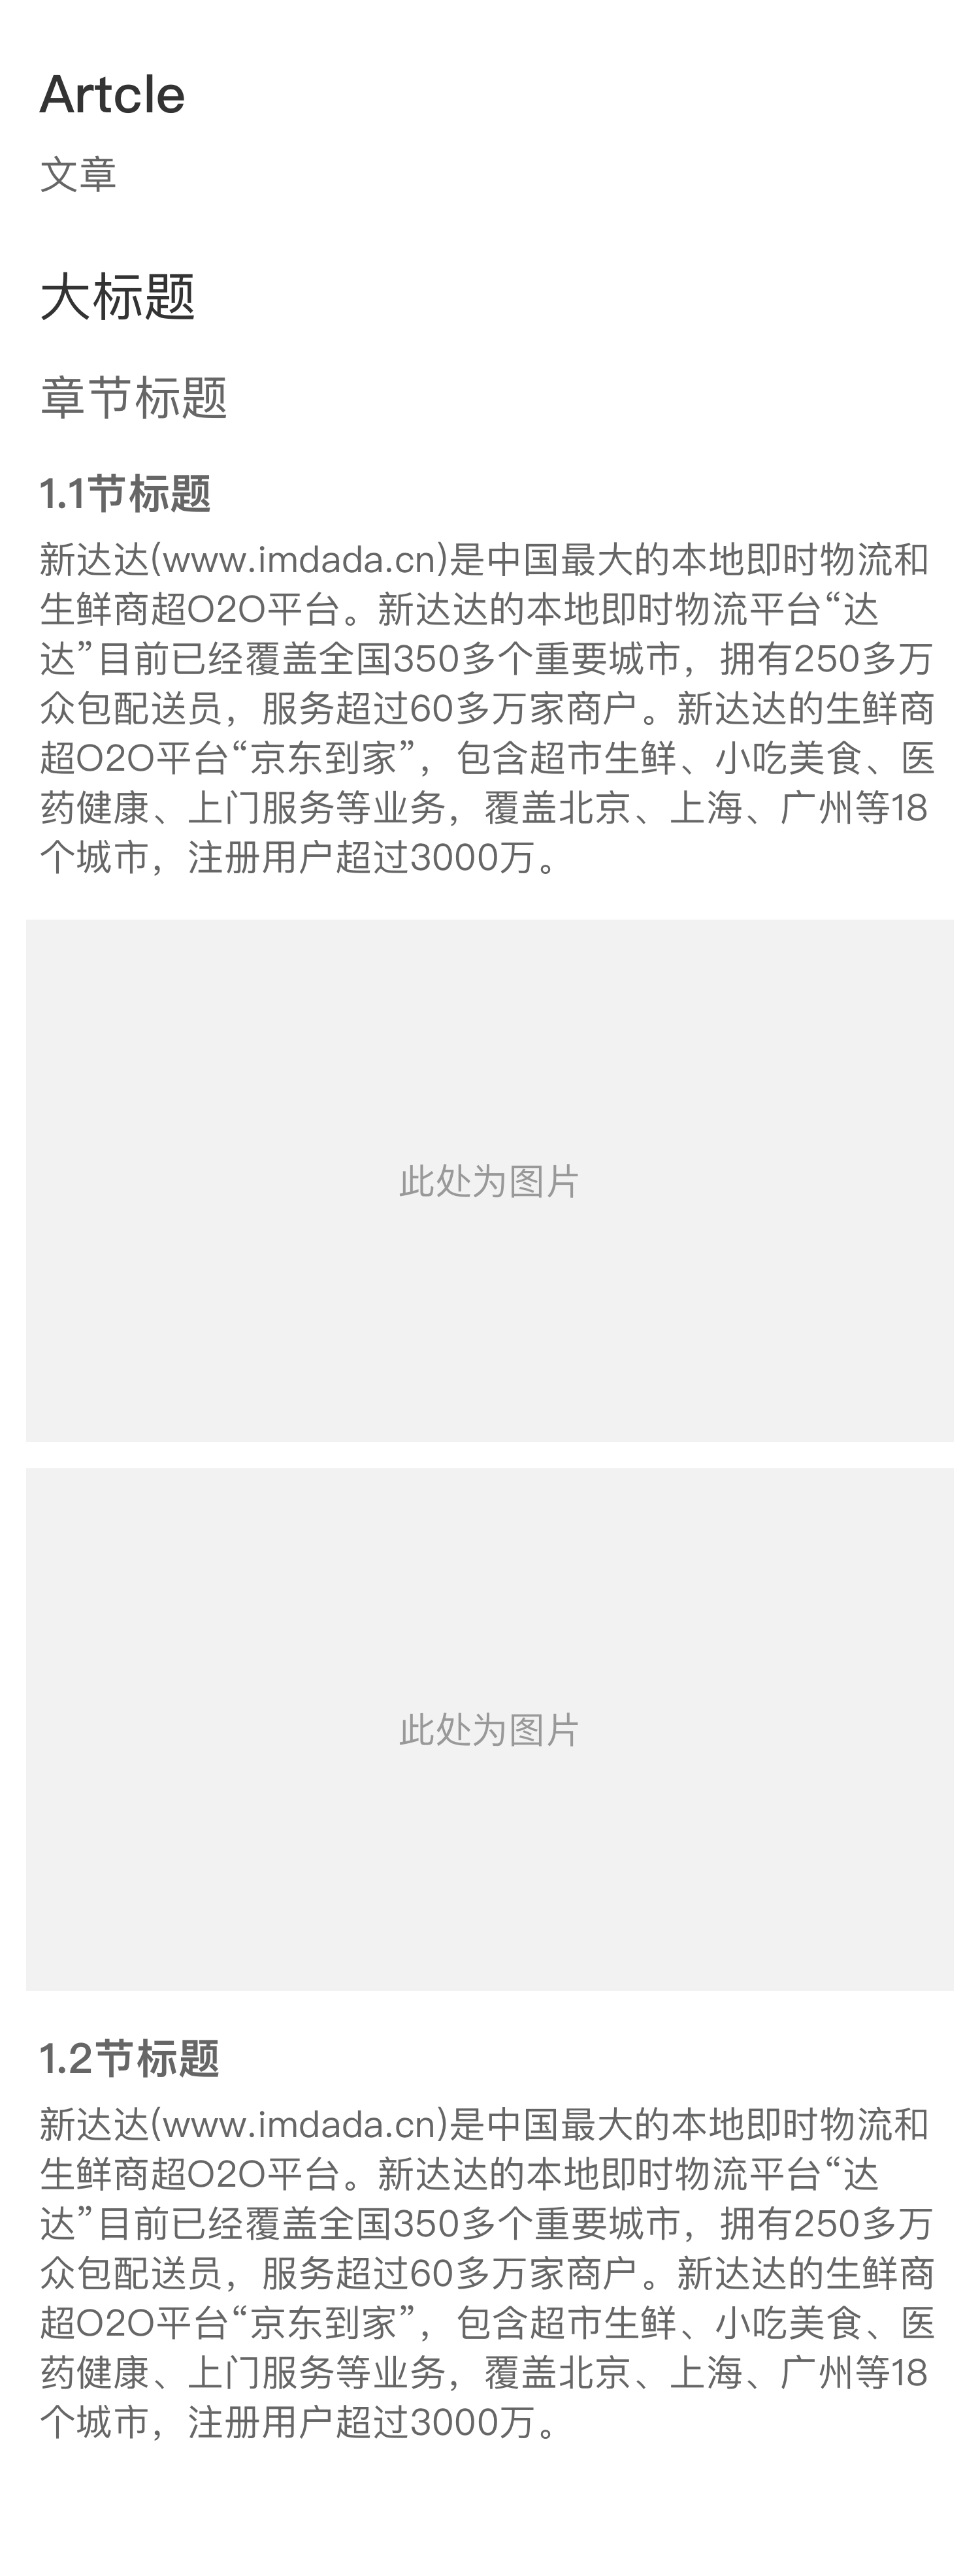 Artcle
文章
大标题
章节标题
1.1节标题
新达达(www.imdada.cn)是中国最大的本地即时物流和
生鲜商超O2O平台。新达达的本地即时物流平台“达
达”目前已经覆盖全国350多个重要城市，拥有250多万
众包配送员，服务超过60多万家商户。新达达的生鲜商
超O2O平台“京东到家”，包含超市生鲜、小吃美食、医
药健康、上门服务等业务，覆盖北京、上海、广州等18
个城市，注册用户超过3000万。
此处为图片
此处为图片
1.2节标题
新达达(www.imdada.cn)是中国最大的本地即时物流和
生鲜商超O2O平台。新达达的本地即时物流平台“达
达”目前已经覆盖全国350多个重要城市，拥有250多万
众包配送员，服务超过60多万家商户。新达达的生鲜商
超O2O平台“京东到家”，包含超市生鲜、小吃美食、医
药健康、上门服务等业务，覆盖北京、上海、广州等18
个城市，注册用户超过3000万。